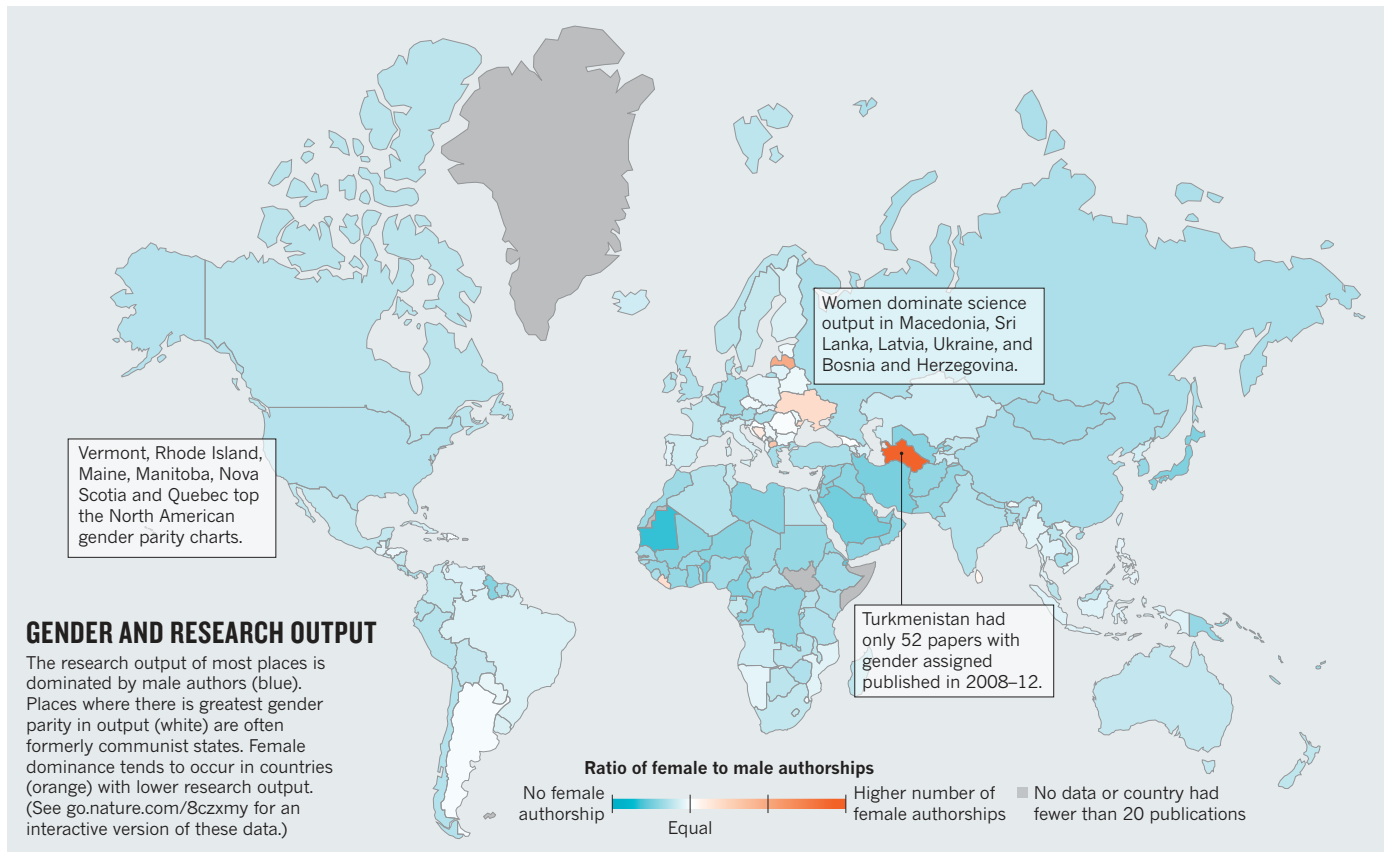 Women dominate science
output in Macedonia, Sri
Lanka, Latvia, Ukraine, and
Bosnia and Herzegovina.
Vermont, Rhode Island,
Maine, Manitoba, Nova
Scotia and Quebec top
the North American
gender parity charts.
Turkmenistan had
only 52 papers with
gender assigned
published in 2008–12.
GENDER AND RESEARCH OUTPUT
The research output of most places is
dominated by male authors (blue).
Places where there is greatest gender
parity in output (white) are often
formerly communist states. Female
dominance tends to occur in countries
(orange) with lower research output.
(See go.nature.com/8czxmy for an
interactive version of these data.)
Ratio of female to male authorships
No female
authorship
Equal
Higher number of
female authorships
No data or country had
fewer than 20 publications